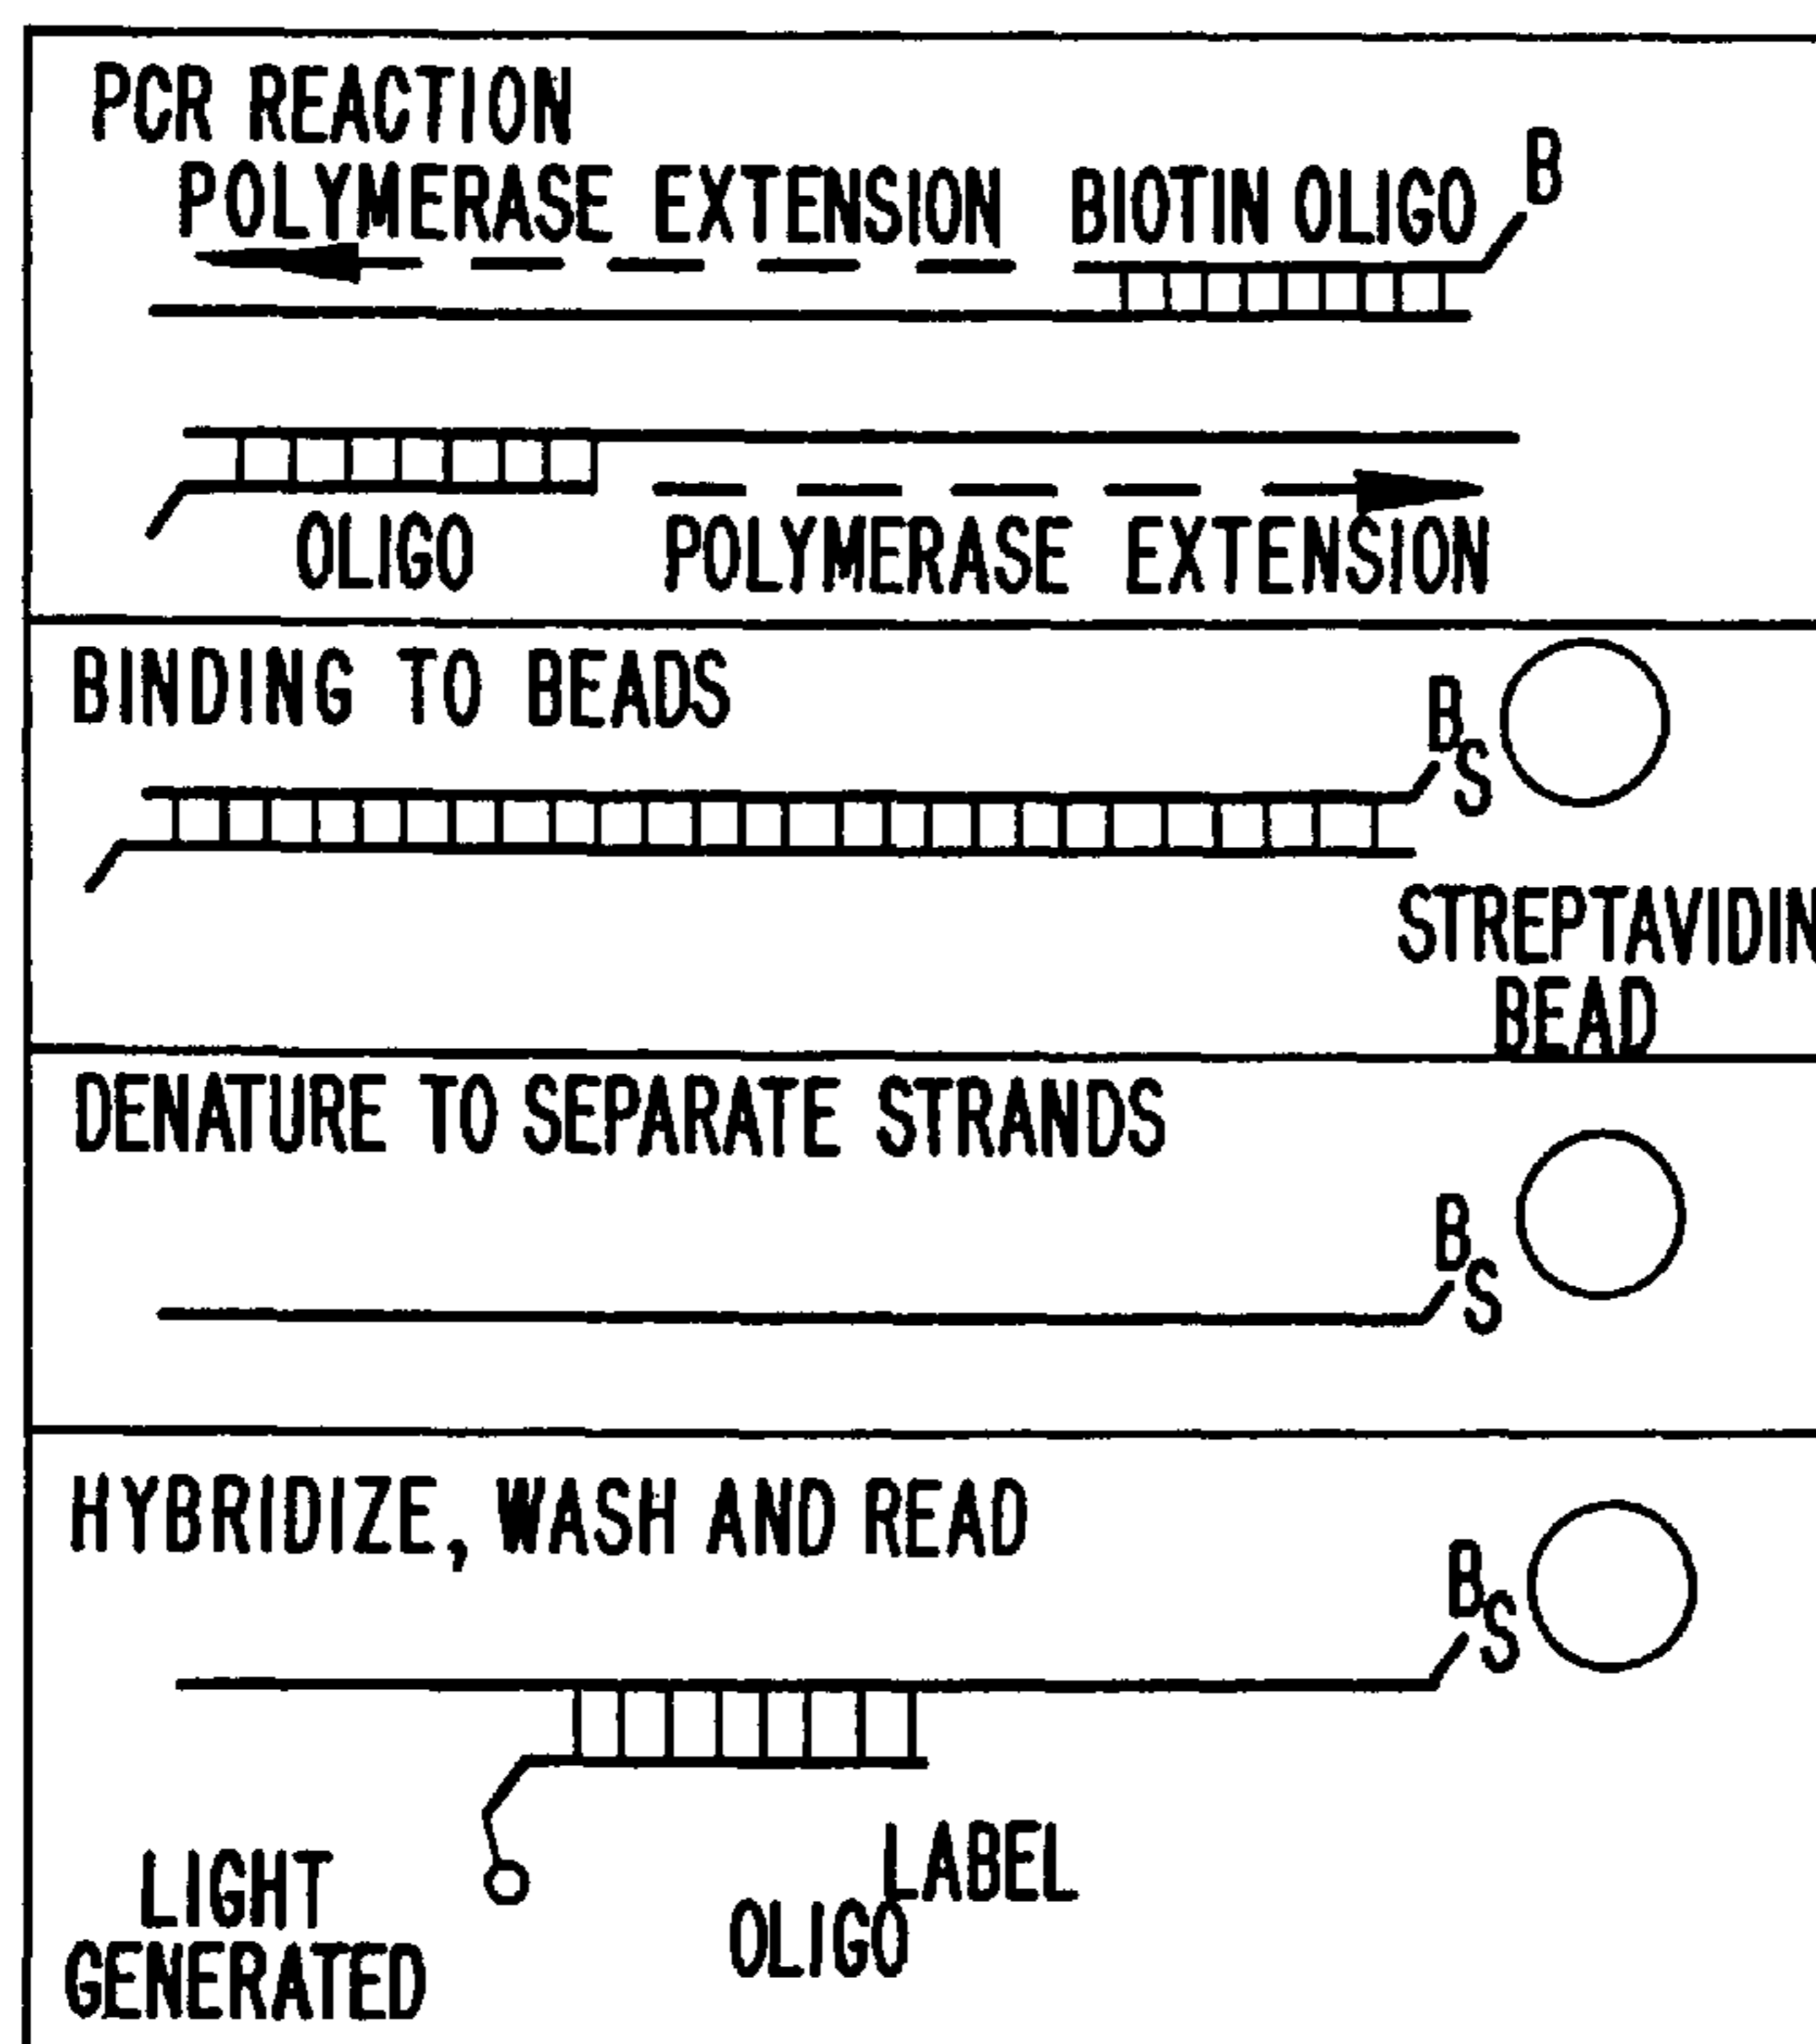 PCR REACTION
POLYMERASE EXTENSION BIOTIN OLIGO B
OLIGO POLYMERASE EXTENSION
BINDING TO BEADS
B
S
STREPTAVIDIN
BEAD
DENATURE TO SEPARATE STRANDS
B
S
HYBRIDIZE, WASH AND READ
B
S
LIGHT
GENERATED
LABEL
OLIGO